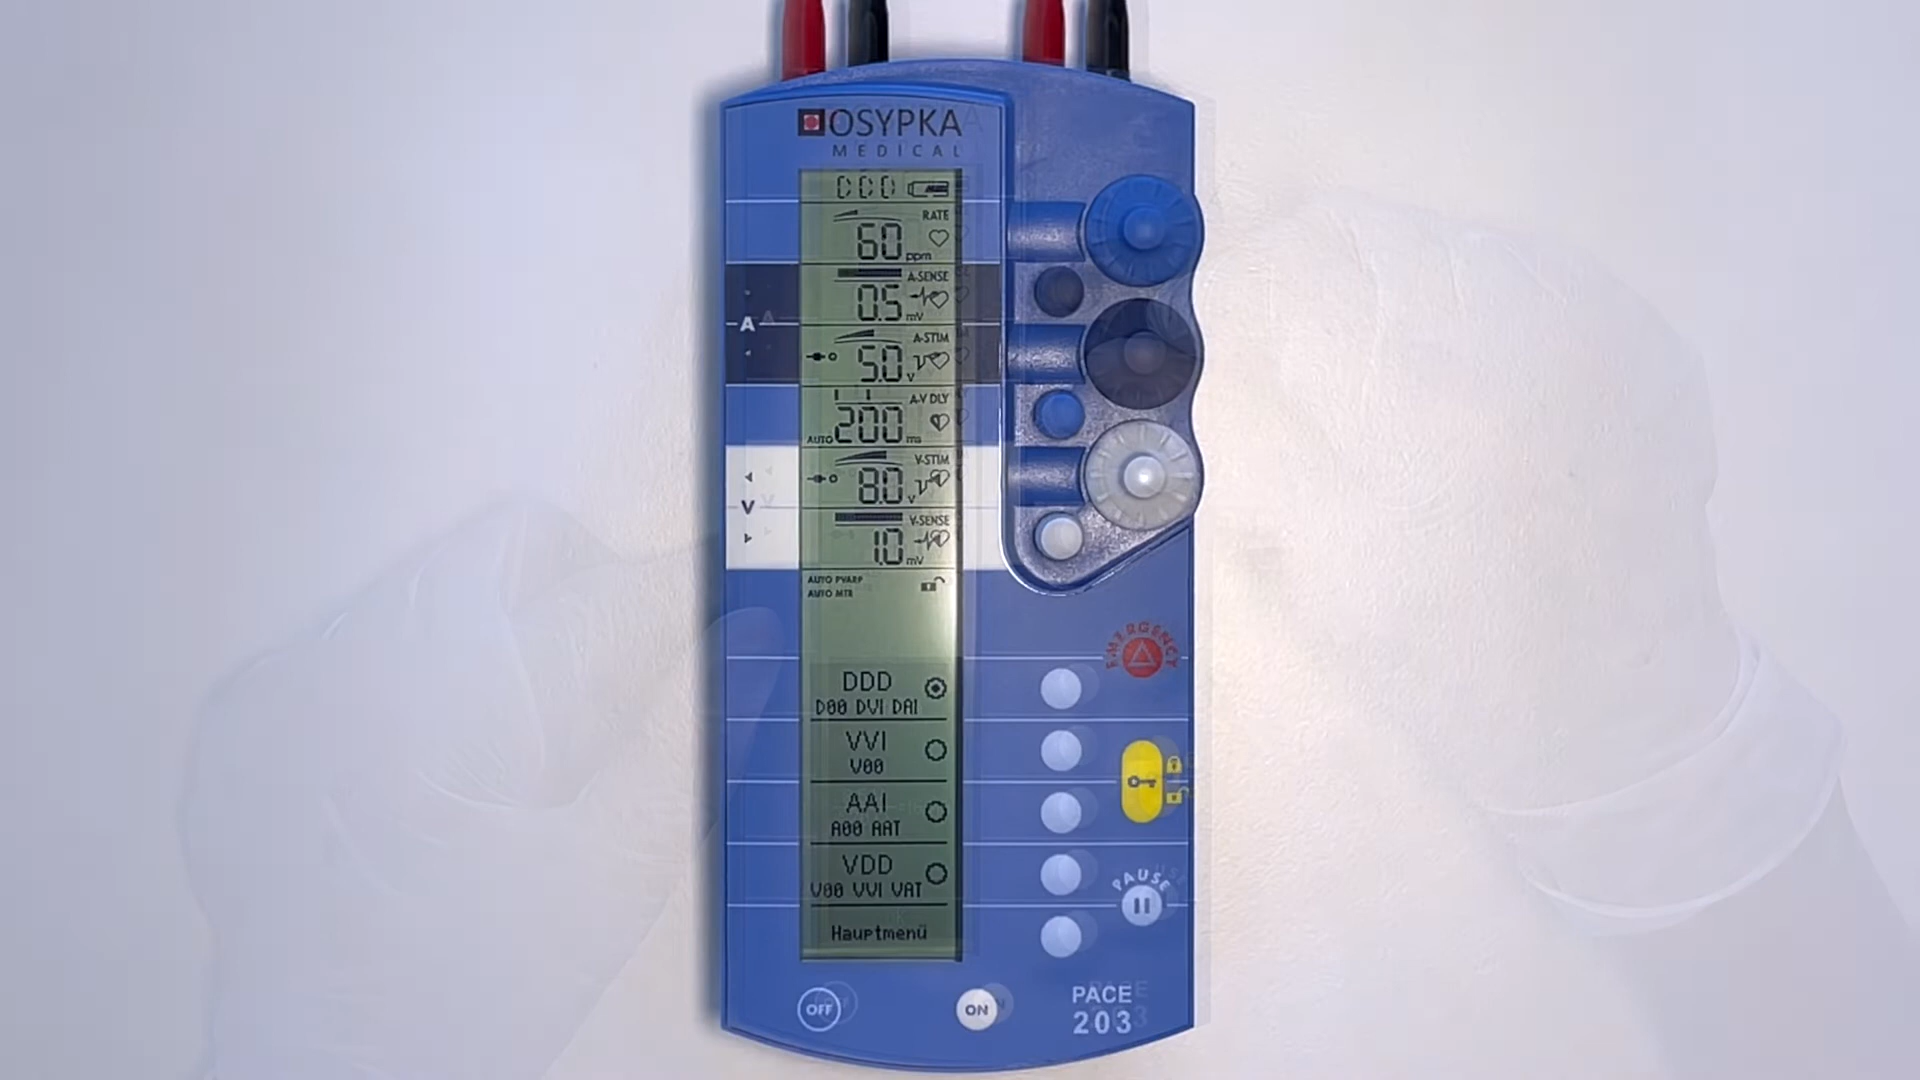 OSYPKA
MEDICAL
RATE
60 ppm
A-SENSE
0.5 mV
A
A-STIM
5.0 V
A-V DLY
AUTO 200 ms
V-STIM
8.0 V
V
V-SENSE
1.0 mV
AUTO PVARP
AUTO MTR
EMERGENCY
DDD
D00 DVI DAI
VVI
V00
AAI
A00 AAT
VDD
V00 VVI VAT
PAUSE
Hauptmenü
OFF
ON
PACE
203